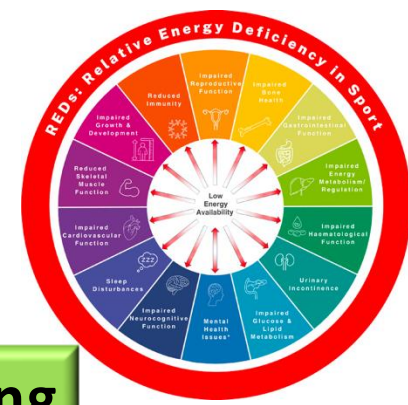 REDs: Relative Energy Deficiency in Sport
Impaired
Reproductive
Function
Impaired
Bone
Health
Impaired
Gastrointestinal
Function
Impaired
Energy
Metabolism/
Regulation
Impaired
Haematological
Function
Urinary
Incontinence
Impaired
Glucose &
Lipid
Metabolism
Mental
Health
Issues*
Impaired
Neurocognitive
Function
Sleep
Disturbances
Impaired
Cardiovascular
Function
Reduced
Skeletal
Muscle
Function
Impaired
Growth &
Development
Reduced
Immunity
Low
Energy
Availability
zzz
ng